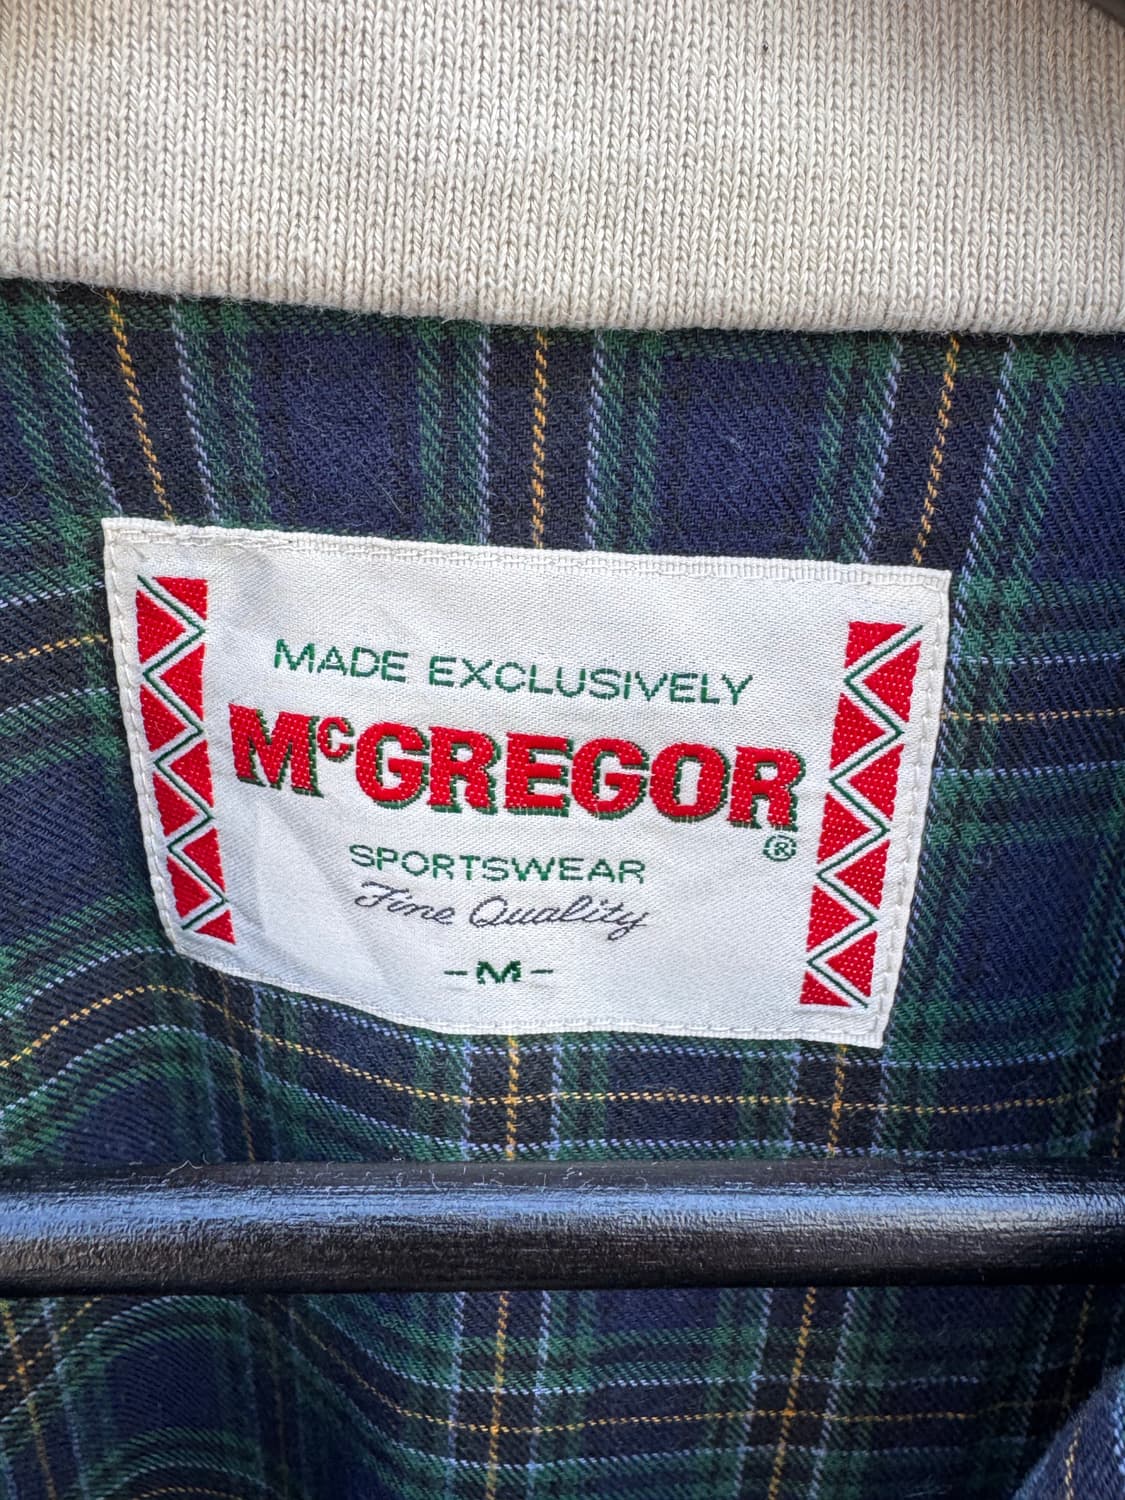 MADE EXCLUSIVELY
McGREGOR
®
SPORTSWEAR
Fine Quality
-M-